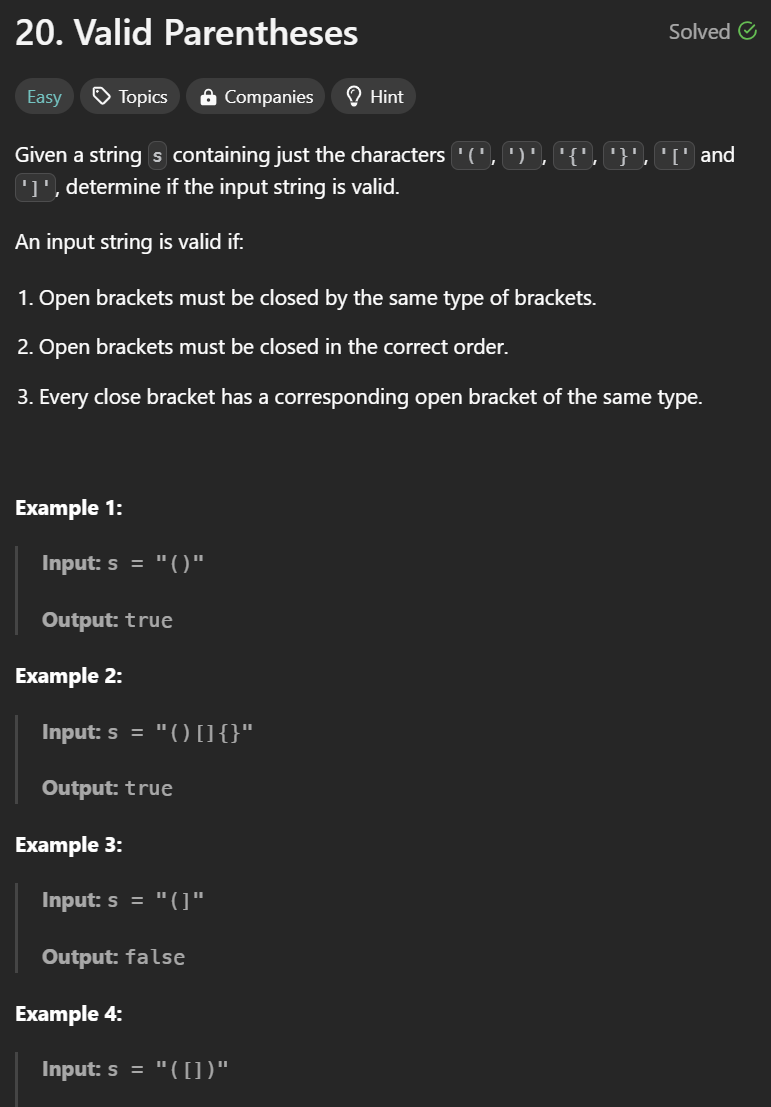 20. Valid Parentheses
Solved
Easy
Topics
Companies
Hint
Given a string s containing just the characters '(', ')', '{', '}', '[' and
']', determine if the input string is valid.
An input string is valid if:
1. Open brackets must be closed by the same type of brackets.
2. Open brackets must be closed in the correct order.
3. Every close bracket has a corresponding open bracket of the same type.
Example 1:
Input: s = "()"
Output: true
Example 2:
Input: s = "()[]{}"
Output: true
Example 3:
Input: s = "(]"
Output: false
Example 4:
Input: s = "([])"